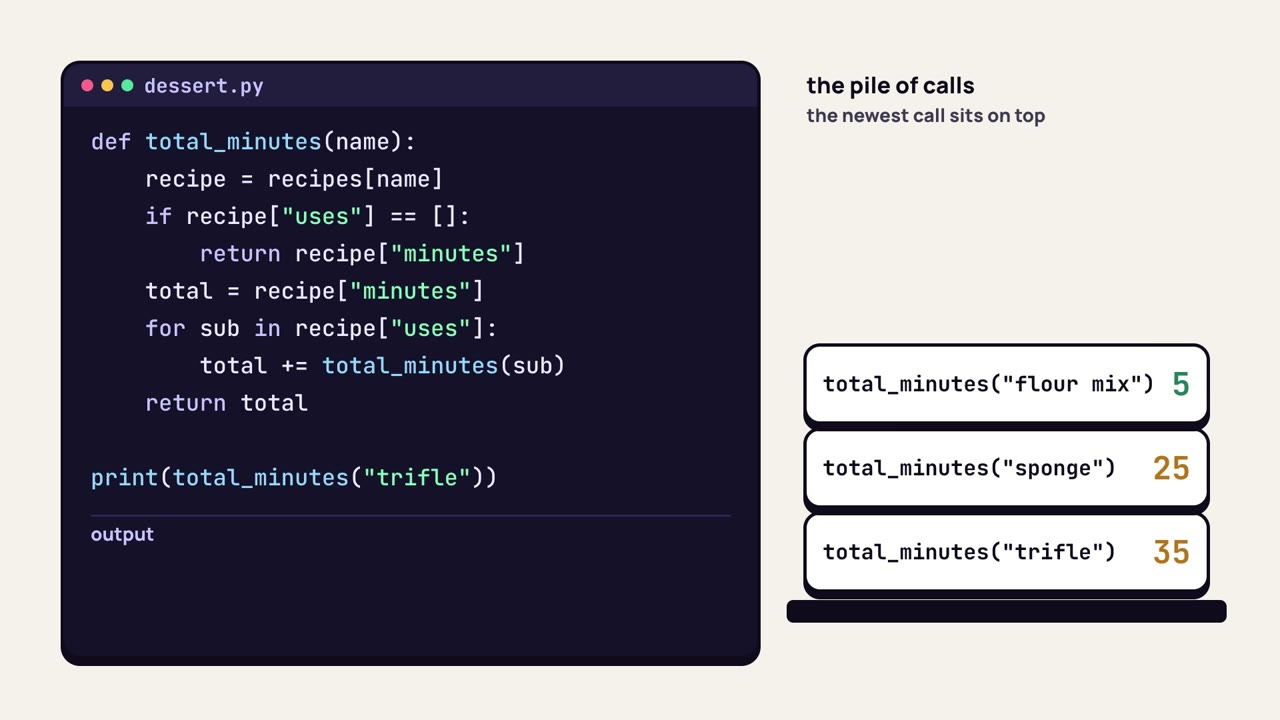 dessert.py
def total_minutes(name):
    recipe = recipes[name]
    if recipe["uses"] == []:
        return recipe["minutes"]
    total = recipe["minutes"]
    for sub in recipe["uses"]:
        total += total_minutes(sub)
    return total
print(total_minutes("trifle"))
output
the pile of calls
the newest call sits on top
total_minutes("flour mix") 5
total_minutes("sponge") 25
total_minutes("trifle") 35